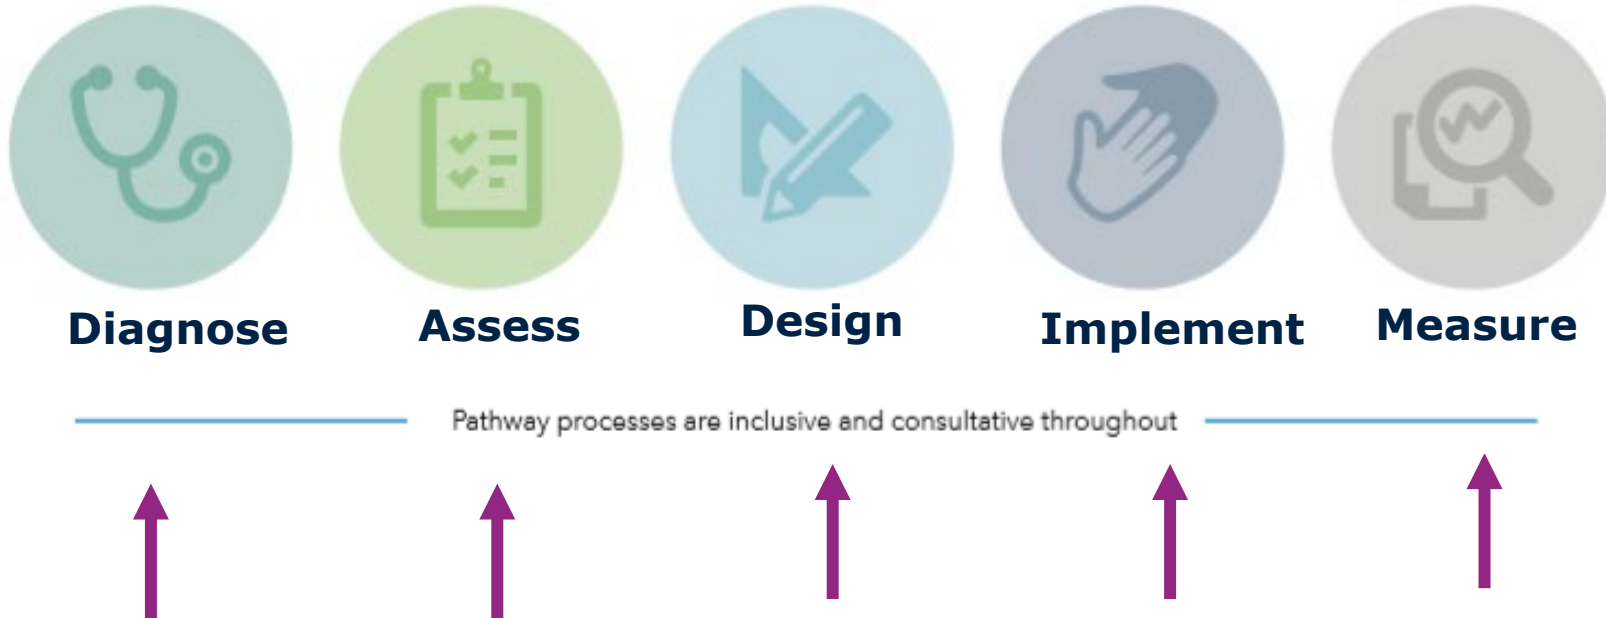 Diagnose
Assess
Design
Implement
Measure
Pathway processes are inclusive and consultative throughout